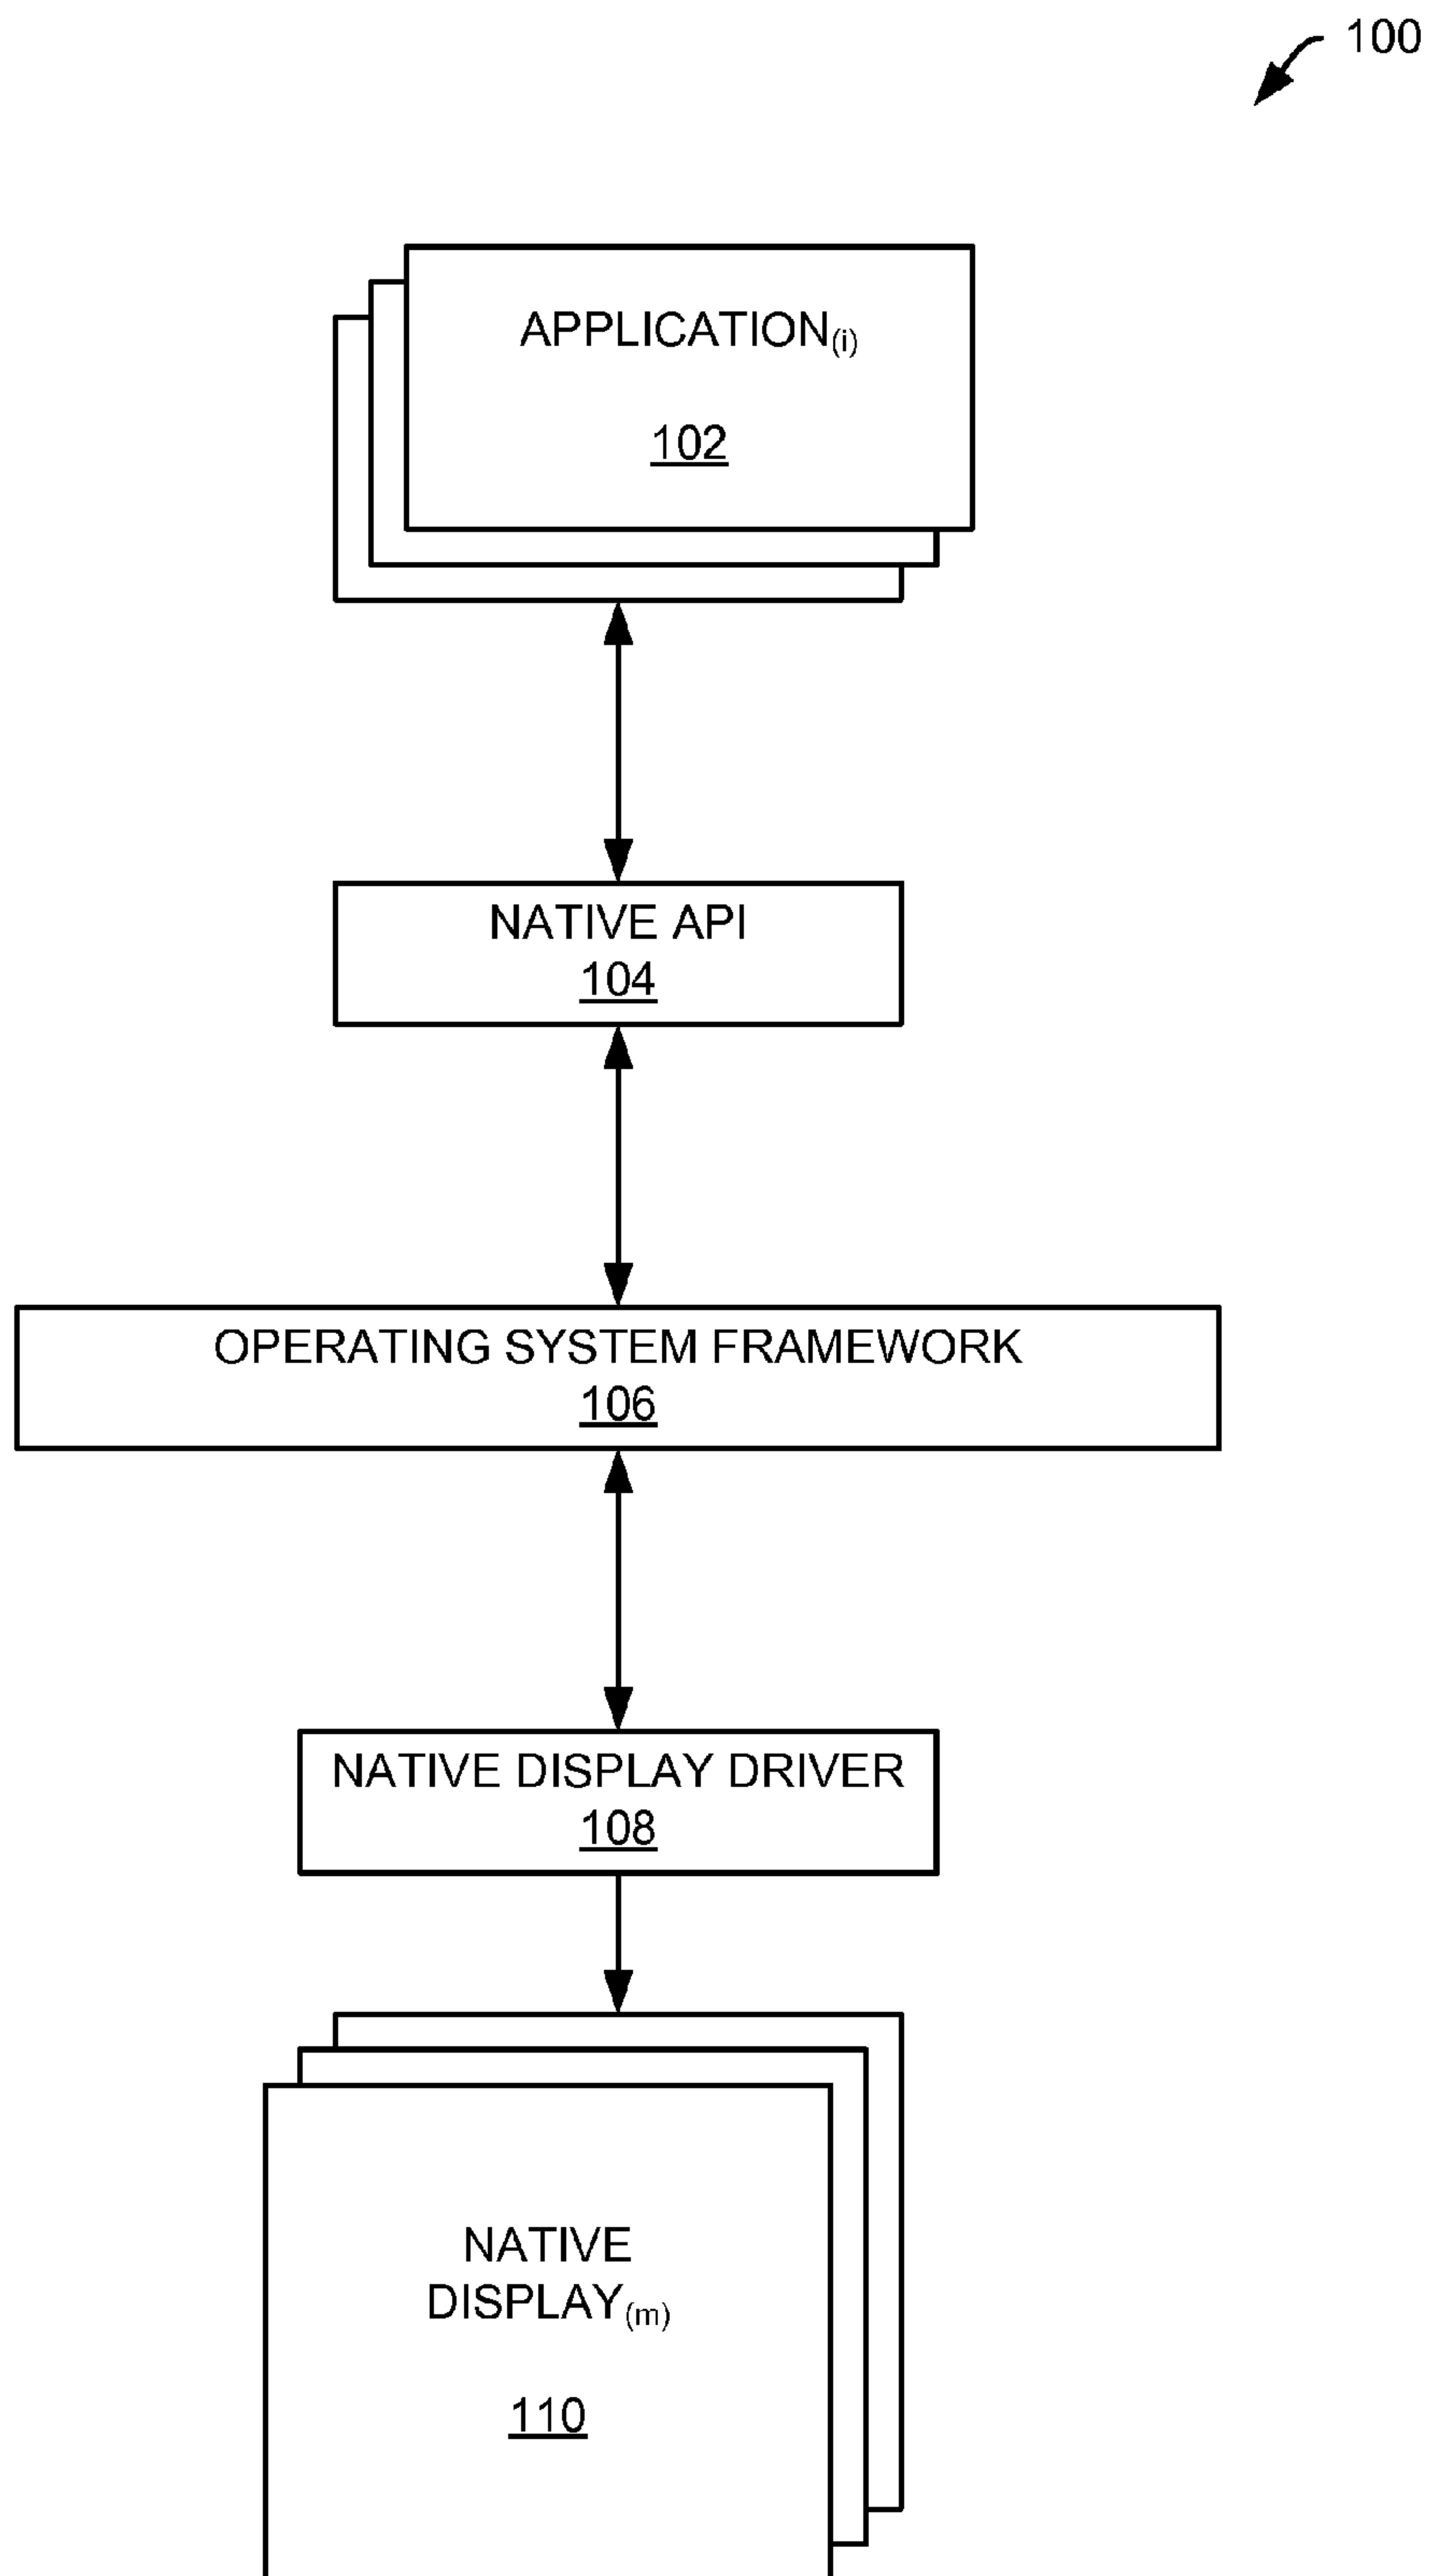 100
APPLICATION(i)
102
NATIVE API
104
OPERATING SYSTEM FRAMEWORK
106
NATIVE DISPLAY DRIVER
108
NATIVE
DISPLAY(m)
110